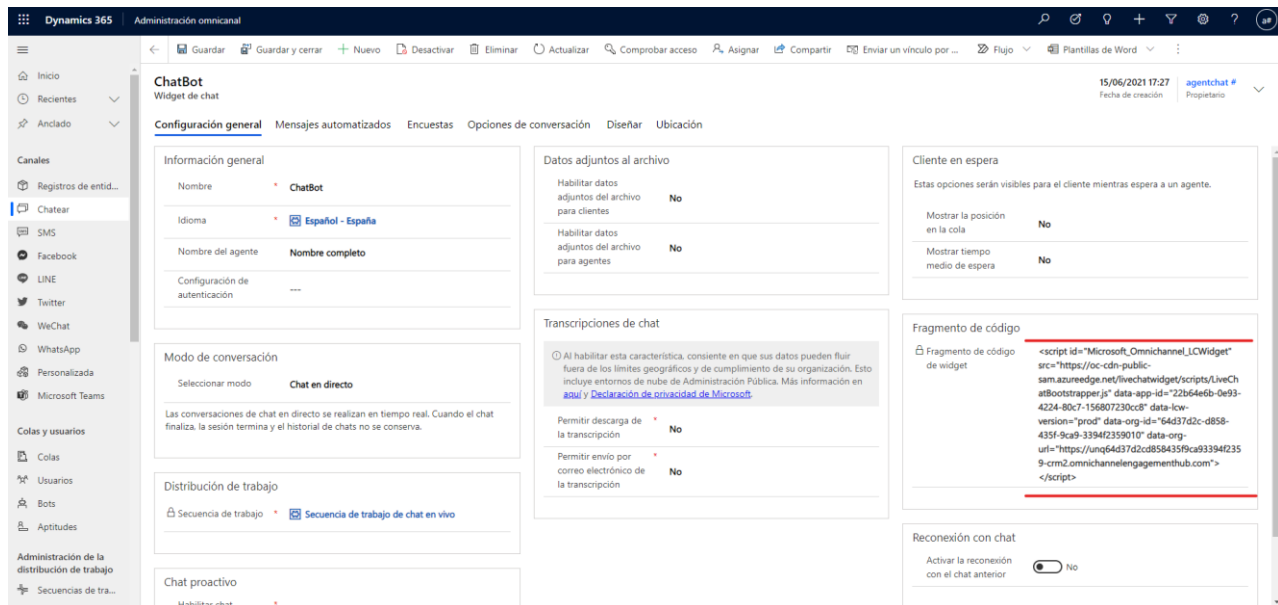 Dynamics 365
Administración omnicanal
?
a#
Guardar
Guardar y cerrar
Nuevo
Desactivar
Eliminar
Actualizar
Comprobar acceso
Asignar
Compartir
Enviar un vínculo por ...
Flujo
Plantillas de Word
Inicio
Recientes
Anclado
Canales
Registros de entid...
Chatear
SMS
Facebook
LINE
Twitter
WeChat
WhatsApp
Personalizada
Microsoft Teams
Colas y usuarios
Colas
Usuarios
Bots
Aptitudes
Administración de la
distribución de trabajo
Secuencias de tra...
ChatBot
Widget de chat
15/06/2021 17:27
Fecha de creación
agentchat #
Propietario
Configuración general
Mensajes automatizados
Encuestas
Opciones de conversación
Diseñar
Ubicación
Información general
Nombre * ChatBot
Idioma * Español - España
Nombre del agente Nombre completo
Configuración de
autenticación
---
Modo de conversación
Seleccionar modo Chat en directo
Las conversaciones de chat en directo se realizan en tiempo real. Cuando el chat
finaliza, la sesión termina y el historial de chats no se conserva.
Distribución de trabajo
Secuencia de trabajo * Secuencia de trabajo de chat en vivo
Chat proactivo
Habilitar chat *
Datos adjuntos al archivo
Habilitar datos
adjuntos del archivo
para clientes
No
Habilitar datos
adjuntos del archivo
para agentes
No
Transcripciones de chat
Al habilitar esta característica, consiente en que sus datos pueden fluir
fuera de los límites geográficos y de cumplimiento de su organización. Esto
incluye entornos de nube de Administración Pública. Más información en
aquí y Declaración de privacidad de Microsoft.
Permitir descarga de *
la transcripción
No
Permitir envío por *
correo electrónico de
la transcripción
No
Cliente en espera
Estas opciones serán visibles para el cliente mientras espera a un agente.
Mostrar la posición
en la cola
No
Mostrar tiempo
medio de espera
No
Fragmento de código
Fragmento de código
de widget
<script id="Microsoft_Omnichannel_LCWidget"
src="https://oc-cdn-public-
sam.azureedge.net/livechatwidget/scripts/LiveCh
atBootstrapper.js" data-app-id="22b64e6b-0e93-
4224-80c7-156807230cc8" data-lcw-
version="prod" data-org-id="64d37d2c-d858-
435f-9ca9-3394f2359010" data-org-
url="https://unq64d37d2cd858435f9ca93394f235
9-crm2.omnichannelengagementhub.com">
</script>
Reconexión con chat
Activar la reconexión
con el chat anterior
No